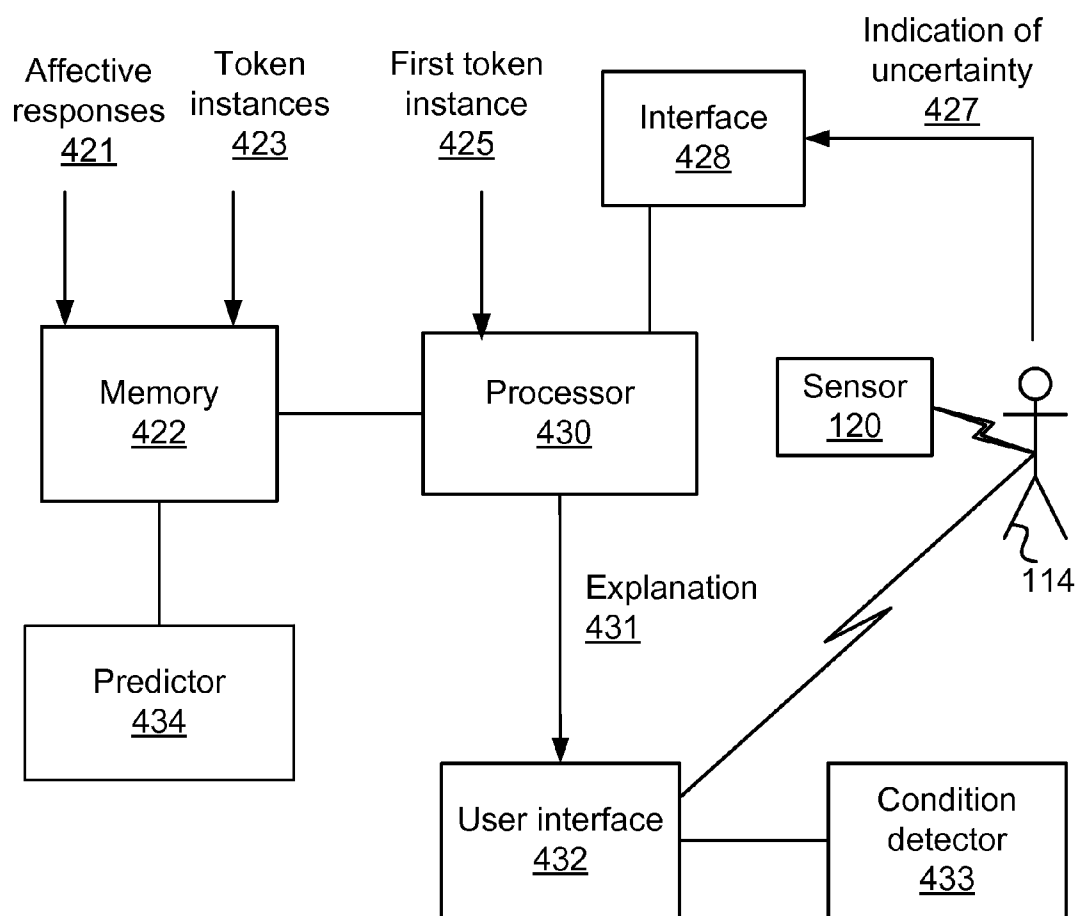 Affective
responses
421
Token
instances
423
First token
instance
425
Indication of
uncertainty
427
Interface
428
Memory
422
Processor
430
Sensor
120
114
Explanation
431
Predictor
434
User interface
432
Condition
detector
433